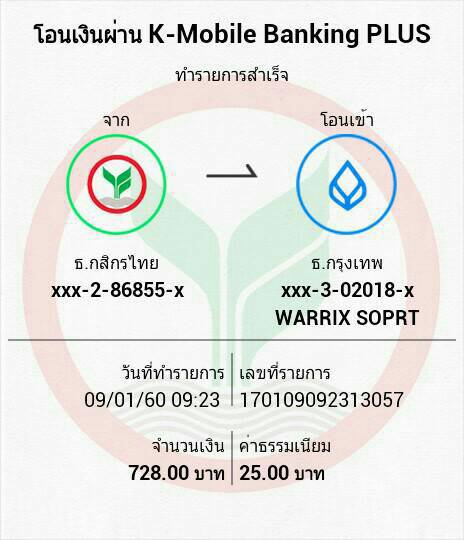 โอนเงินผ่าน K-Mobile Banking PLUS
ทำรายการสำเร็จ
จาก
โอนเข้า
ธ.กสิกรไทย
ธ.กรุงเทพ
xxx-2-86855-x
xxx-3-02018-x
WARRIX SOPRT
วันที่ทำรายการ
เลขที่รายการ
09/01/60 09:23
170109092313057
จำนวนเงิน
ค่าธรรมเนียม
728.00 บาท
25.00 บาท